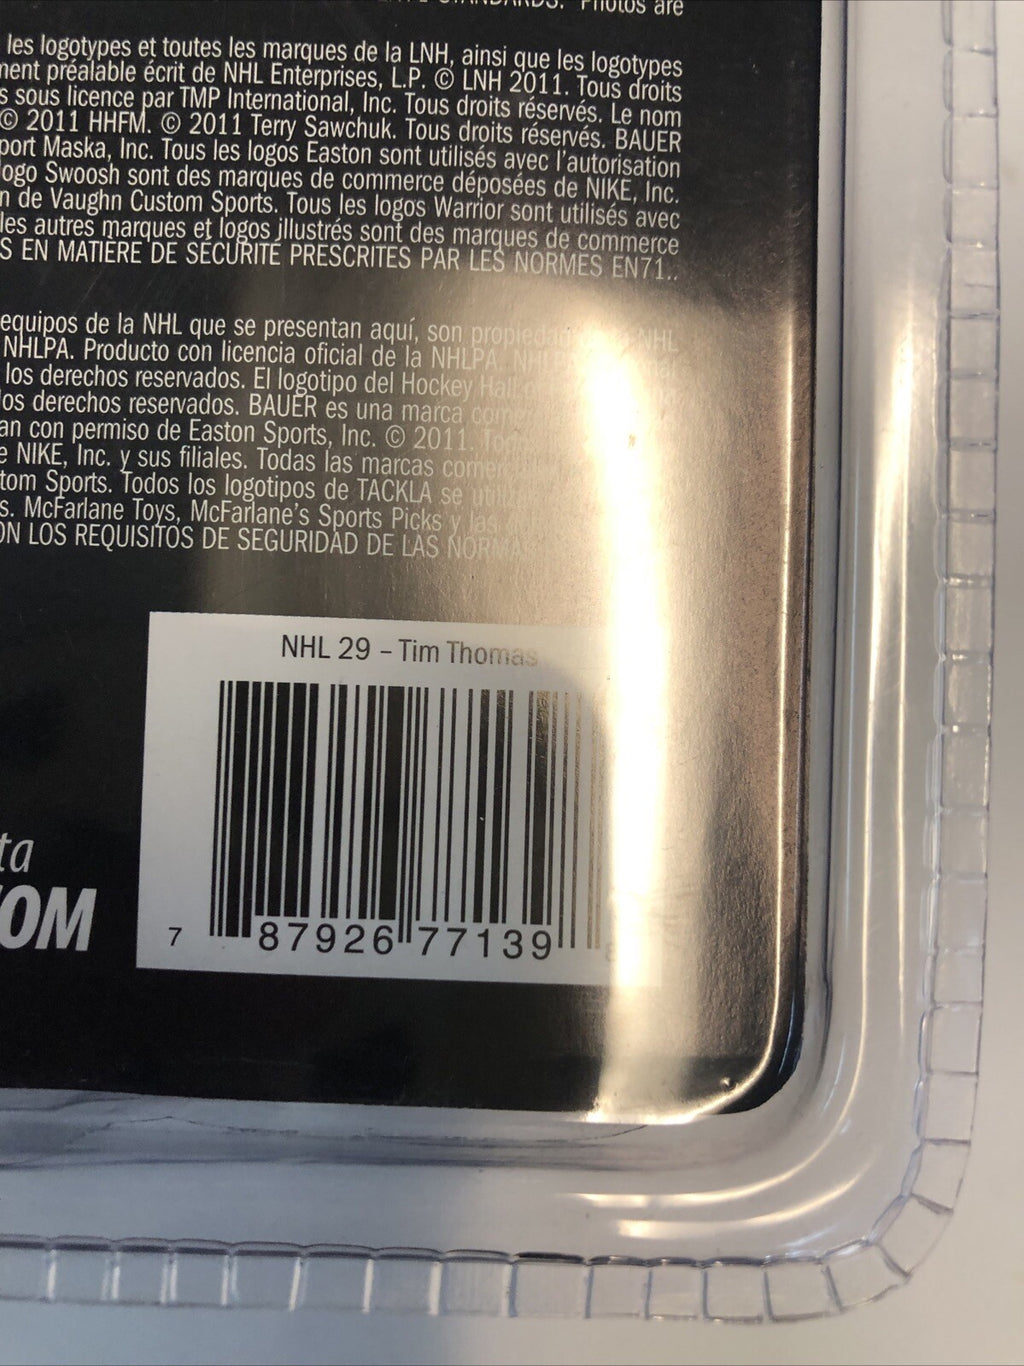 STANDARDS. Photos are
les logotypes et toutes les marques de la LNH, ainsi que les logotypes
ment préalable écrit de NHL Enterprises, L.P. © LNH 2011. Tous droits
s sous licence par TMP International, Inc. Tous droits réservés. Le nom
© 2011 HHFM. © 2011 Terry Sawchuk. Tous droits réservés. BAUER
port Maska, Inc. Tous les logos Easton sont utilisés avec l'autorisation
logo Swoosh sont des marques de commerce déposées de NIKE, Inc.
n de Vaughn Custom Sports. Tous les logos Warrior sont utilisés avec
les autres marques et logos illustrés sont des marques de commerce
S EN MATIÈRE DE SÉCURITÉ PRESCRITES PAR LES NORMES EN71..
equipos de la NHL que se presentan aquí, son propiedad NHL
NHLPA. Producto con licencia oficial de la NHLPA.
los derechos reservados. El logotipo del Hockey Hall
los derechos reservados. BAUER es una marca
an con permiso de Easton Sports, Inc. © 2011.
e NIKE, Inc. y sus filiales. Todas las marcas
tom Sports. Todos los logotipos de TACKLA se
s. McFarlane Toys, McFarlane's Sports Picks y las
ON LOS REQUISITOS DE SEGURIDAD DE LAS
NHL 29 – Tim Thomas
ta
OM
7 87926 77139